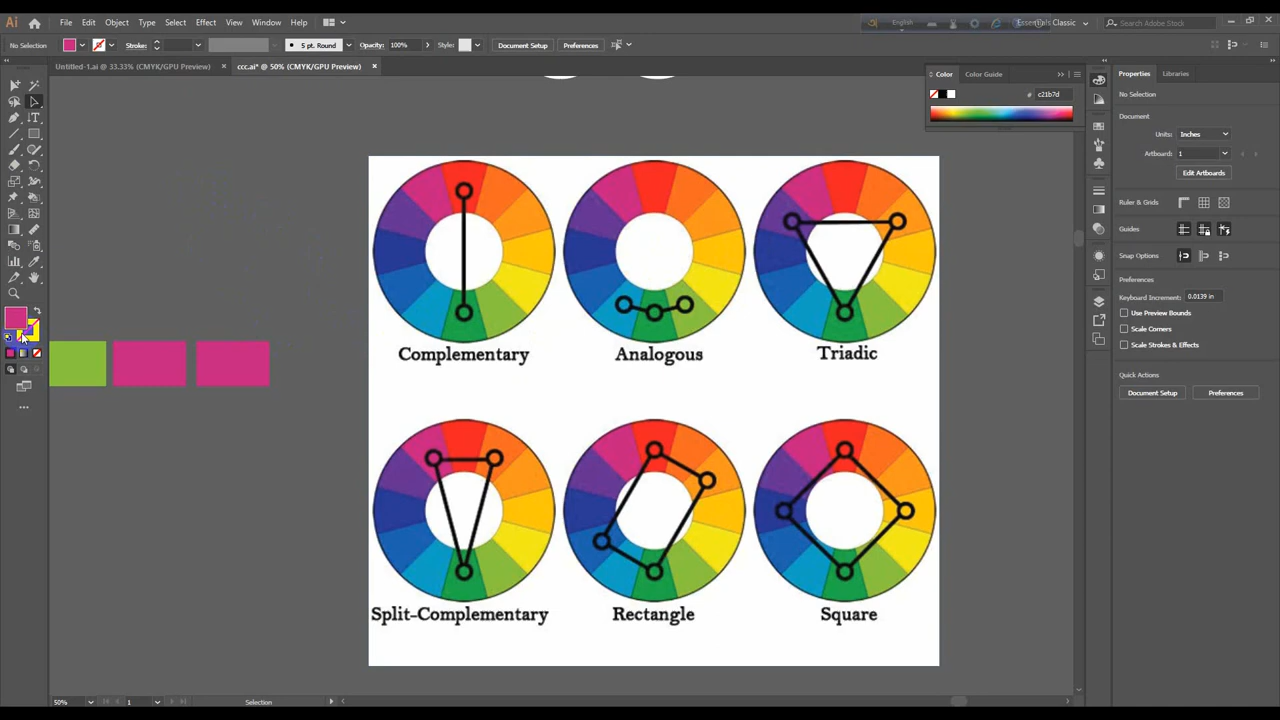 Ai File Edit Object Type Select Effect View Window Help English Essentials Classic Search Adobe Stock
No Selection Stroke: 5 pt. Round Opacity: 100% Style: Document Setup Preferences
Untitled-1.ai @ 33.33% (CMYK/GPU Preview) × ccc.ai* @ 50% (CMYK/GPU Preview) ×
Color Color Guide
# c21b7d
Properties Libraries
No Selection
Document
Units: Inches
Artboard: 1
Edit Artboards
Ruler & Grids
Guides
Snap Options
Preferences
Keyboard Increment: 0.0139 in
Use Preview Bounds
Scale Corners
Scale Strokes & Effects
Quick Actions
Document Setup Preferences
Complementary Analogous Triadic
Split-Complementary Rectangle Square
50% 1 Selection